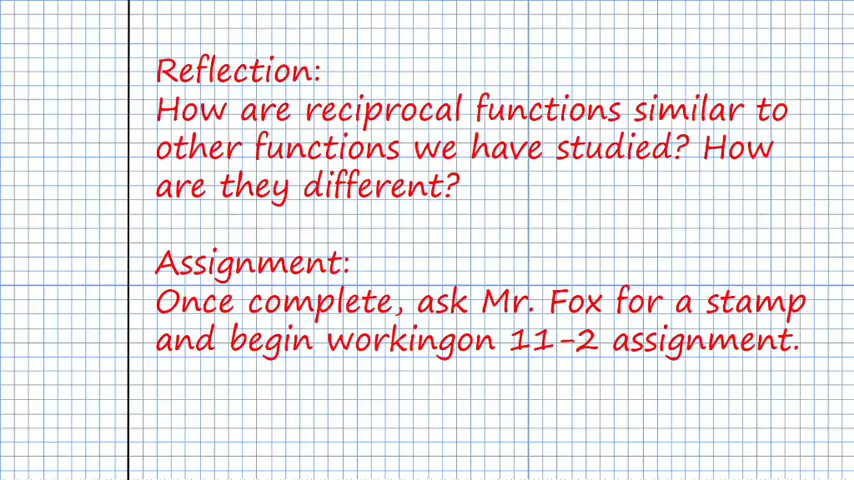 Reflection:
How are reciprocal functions similar to
other functions we have studied? How
are they different?
Assignment:
Once complete, ask Mr. Fox for a stamp
and begin workingon 11-2 assignment.